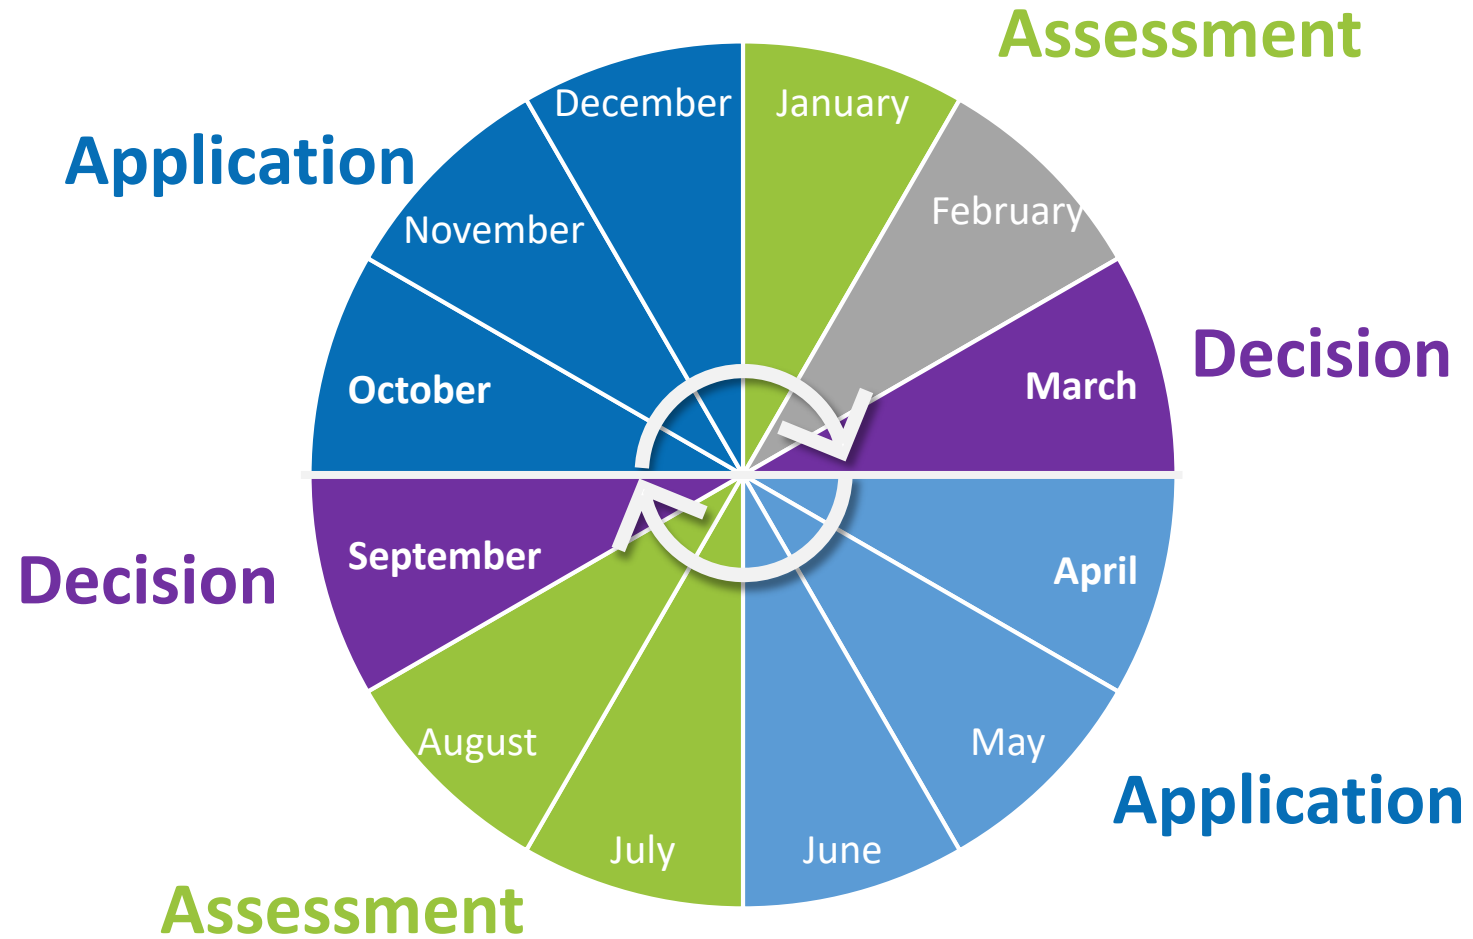 Assessment
December
January
Application
February
November
Decision
March
October
September
Decision
April
August
May
Application
July
June
Assessment